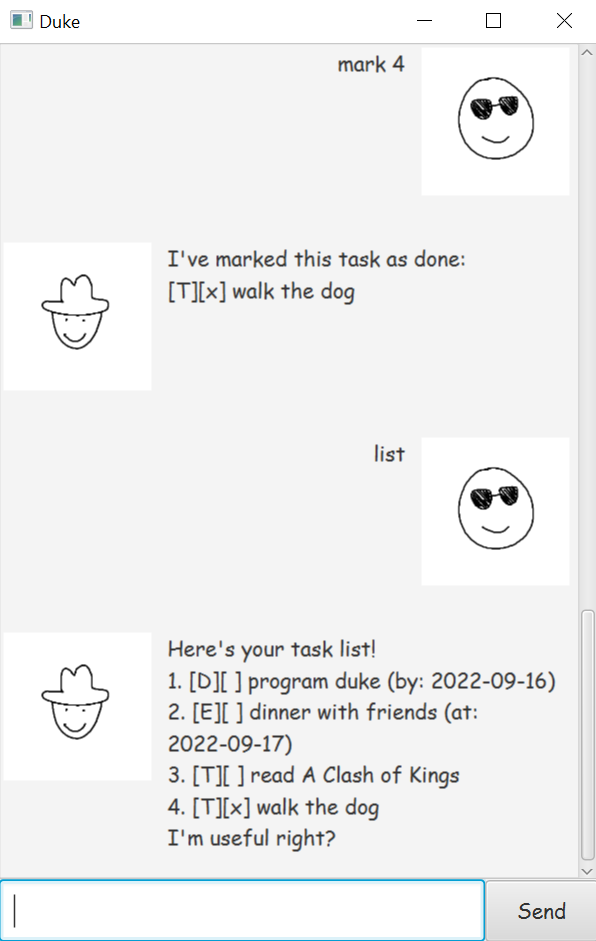 Duke
mark 4
I've marked this task as done:
[T][x] walk the dog
list
Here's your task list!
1. [D][ ] program duke (by: 2022-09-16)
2. [E][ ] dinner with friends (at:
2022-09-17)
3. [T][ ] read A Clash of Kings
4. [T][x] walk the dog
I'm useful right?
Send